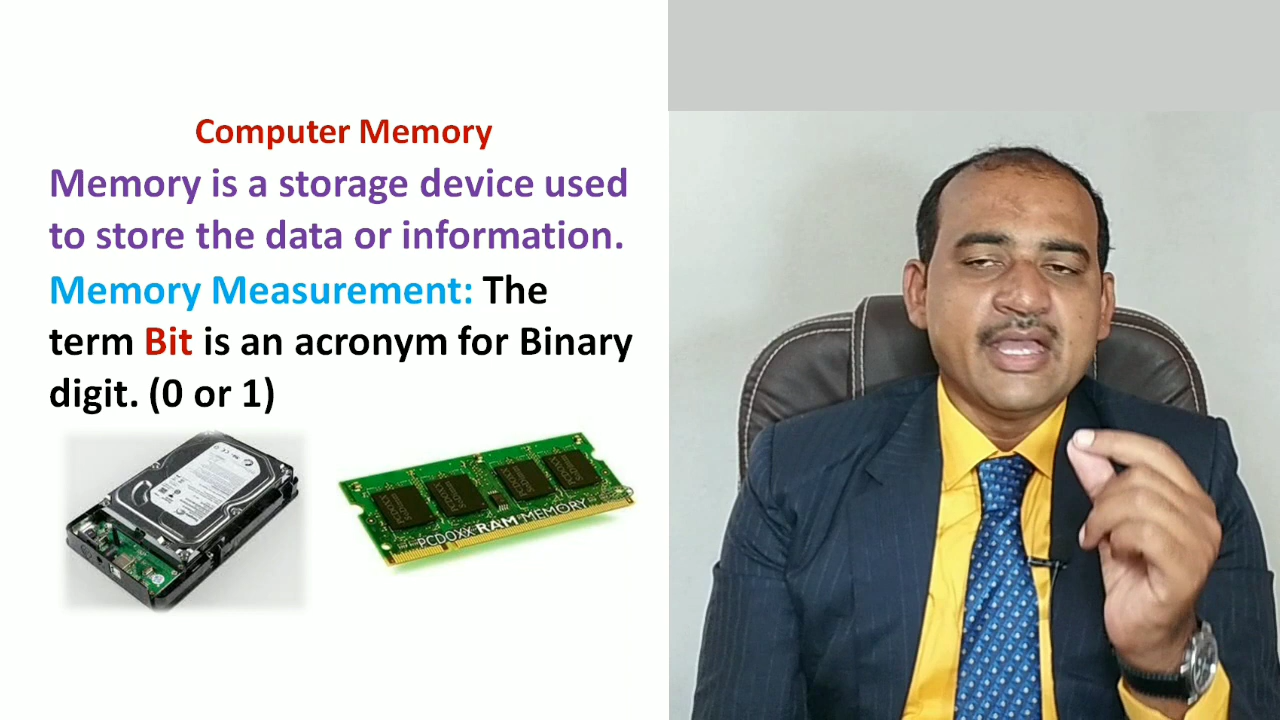 Computer Memory
Memory is a storage device used
to store the data or information.
Memory Measurement: The
term Bit is an acronym for Binary
digit. (0 or 1)
PCDOXX RAM MEMORY